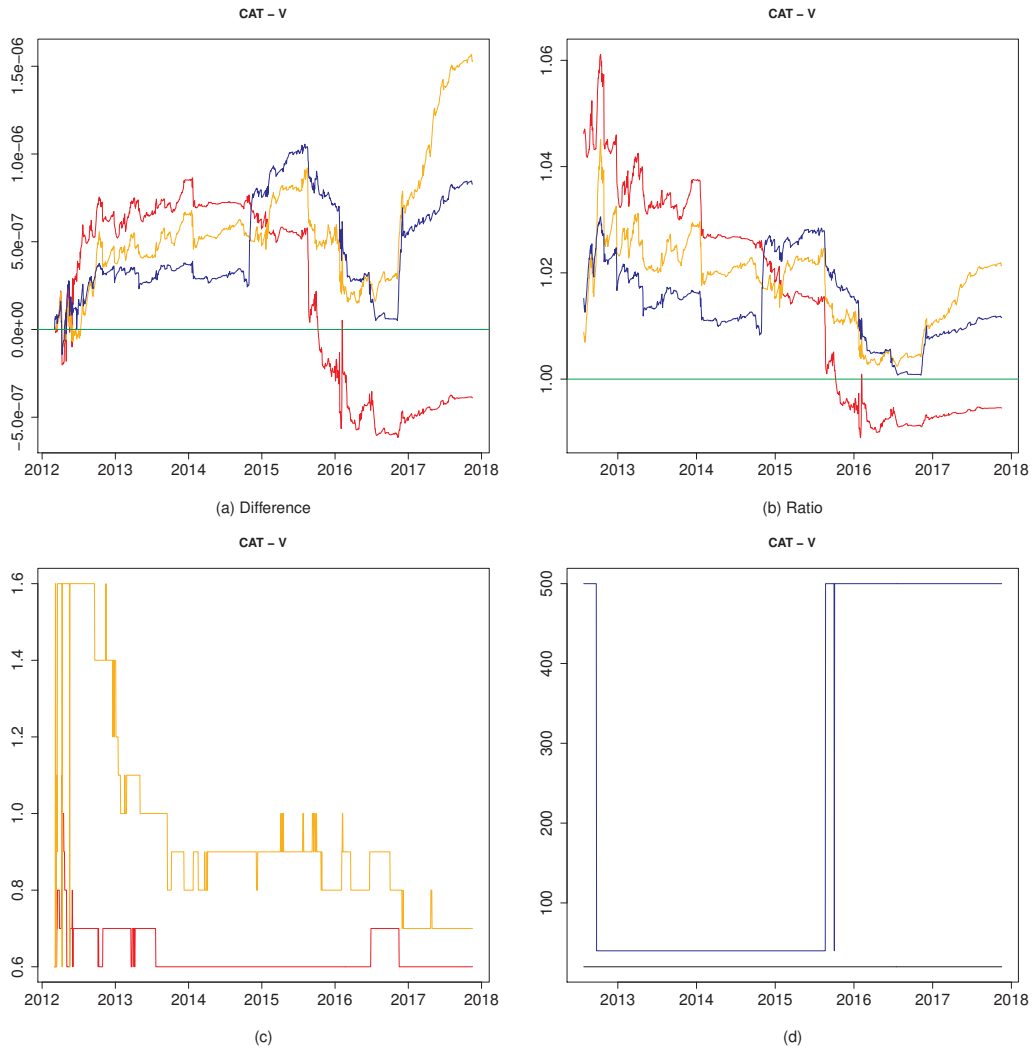 CAT – V
1.5e−06
1.0e−06
5.0e−07
0.0e+00
−5.0e−07
2012 2013 2014 2015 2016 2017 2018
(a) Difference
CAT – V
1.06
1.04
1.02
1.00
2013 2014 2015 2016 2017 2018
(b) Ratio
CAT – V
1.6
1.4
1.2
1.0
0.8
0.6
2012 2013 2014 2015 2016 2017 2018
(c)
CAT – V
500
400
300
200
100
2013 2014 2015 2016 2017 2018
(d)